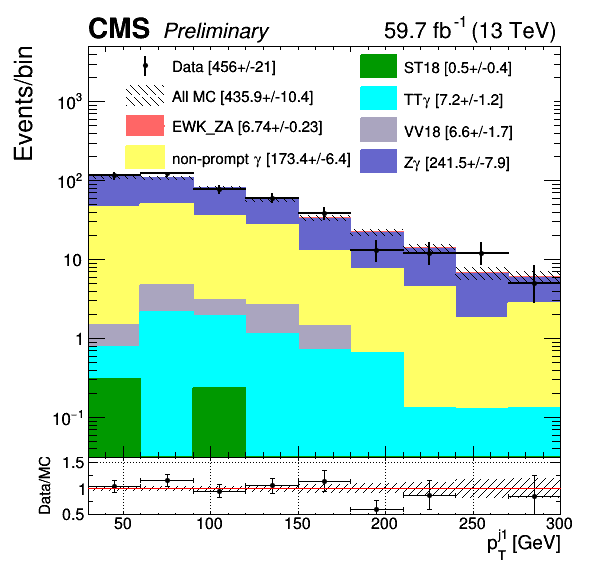 CMS Preliminary 59.7 fb⁻¹ (13 TeV)
Events/bin
Data [456+/-21]
All MC [435.9+/-10.4]
EWK_ZA [6.74+/-0.23]
non-prompt γ [173.4+/-6.4]
ST18 [0.5+/-0.4]
TTγ [7.2+/-1.2]
VV18 [6.6+/-1.7]
Zγ [241.5+/-7.9]
10³
10²
10
1
10⁻¹
Data/MC
1.5
1
0.5
50 100 150 200 250 300
p_T^j1 [GeV]